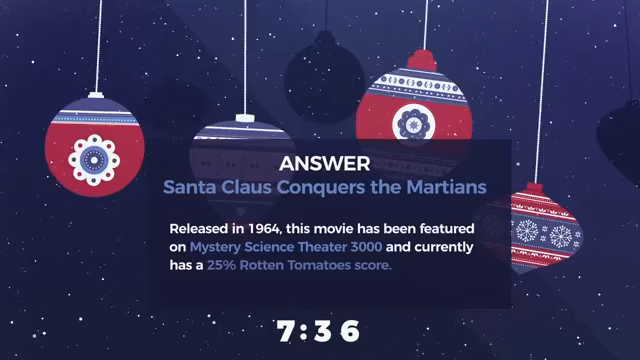 ANSWER
Santa Claus Conquers the Martians
Released in 1964, this movie has been featured
on Mystery Science Theater 3000 and currently
has a 25% Rotten Tomatoes score.
7:36